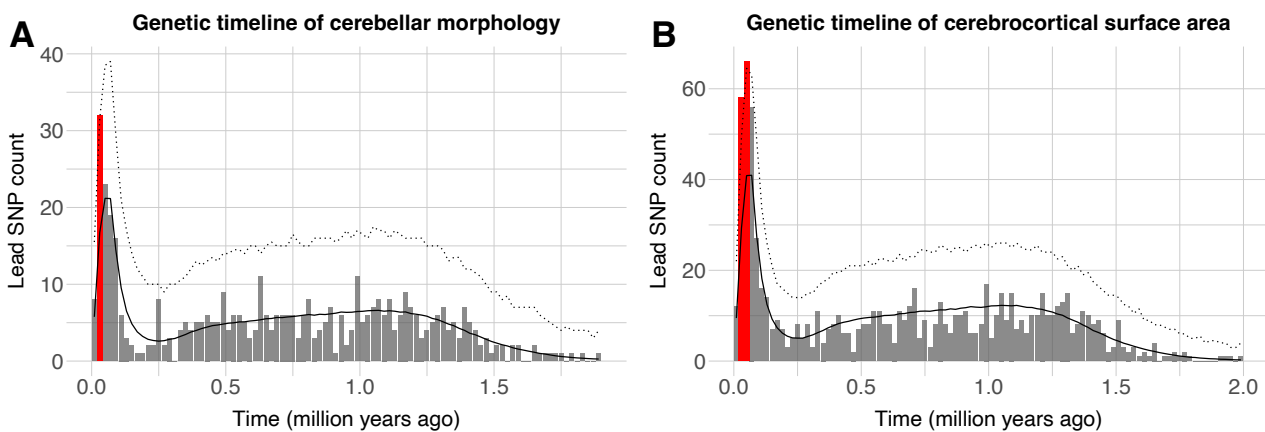 A
Genetic timeline of cerebellar morphology
40
30
20
10
0
Lead SNP count
0.0 0.5 1.0 1.5
Time (million years ago)
B
Genetic timeline of cerebrocortical surface area
60
40
20
0
Lead SNP count
0.0 0.5 1.0 1.5 2.0
Time (million years ago)